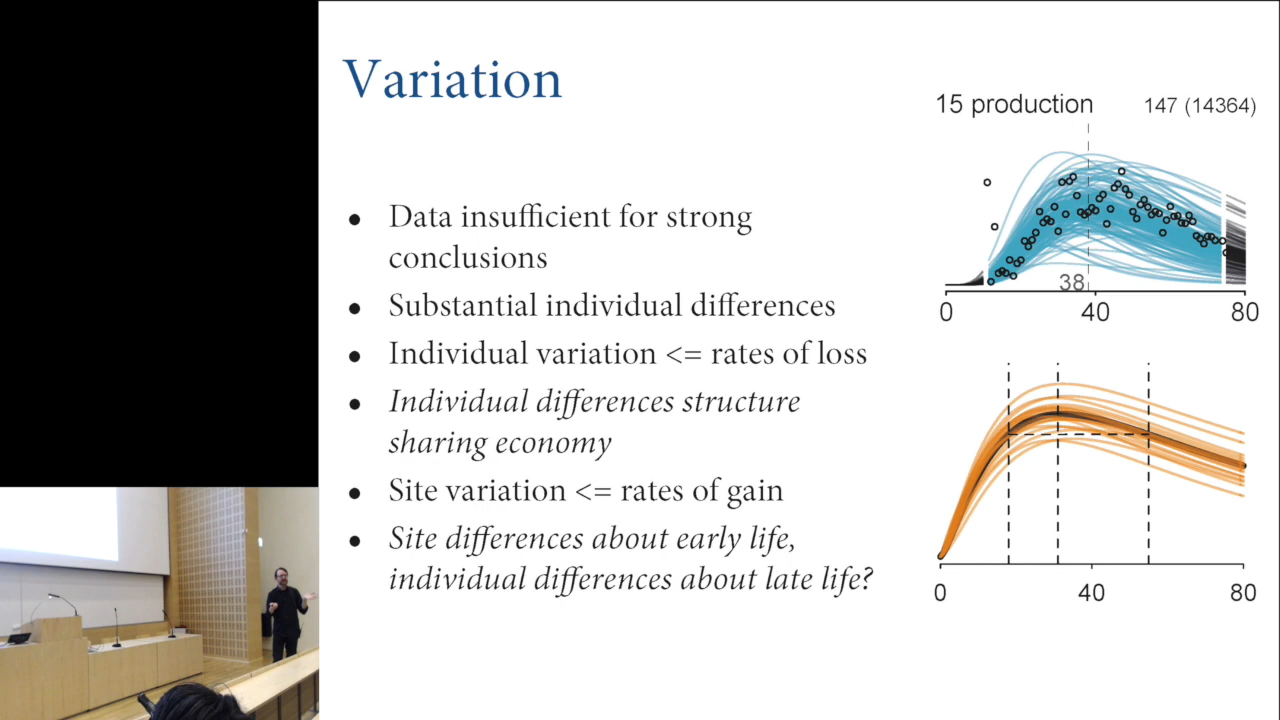 Variation
• Data insufficient for strong
conclusions
• Substantial individual differences
• Individual variation <= rates of loss
• Individual differences structure
sharing economy
• Site variation <= rates of gain
• Site differences about early life,
individual differences about late life?
15 production 147 (14364)
38
0 40 80
0 40 80